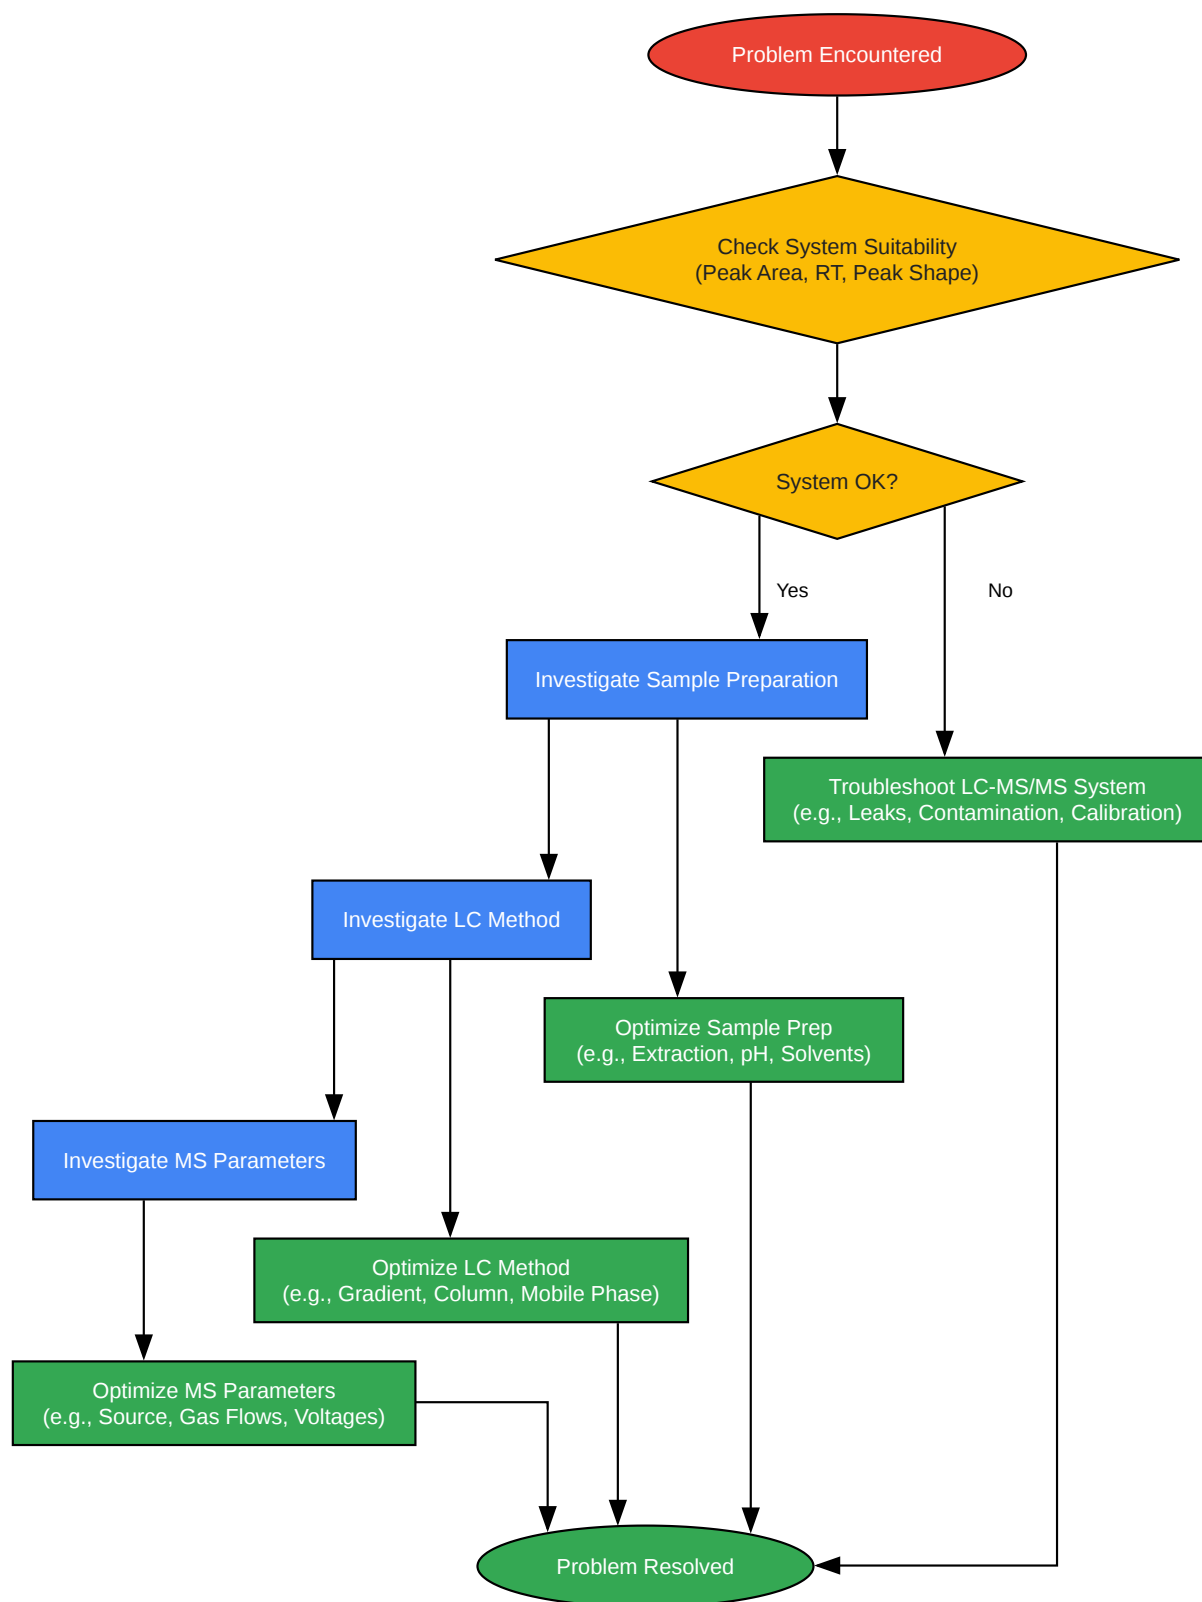 Problem Encountered
Check System Suitability
(Peak Area, RT, Peak Shape)
System OK?
Yes
No
Investigate Sample Preparation
Troubleshoot LC-MS/MS System
(e.g., Leaks, Contamination, Calibration)
Investigate LC Method
Optimize Sample Prep
(e.g., Extraction, pH, Solvents)
Investigate MS Parameters
Optimize LC Method
(e.g., Gradient, Column, Mobile Phase)
Optimize MS Parameters
(e.g., Source, Gas Flows, Voltages)
Problem Resolved